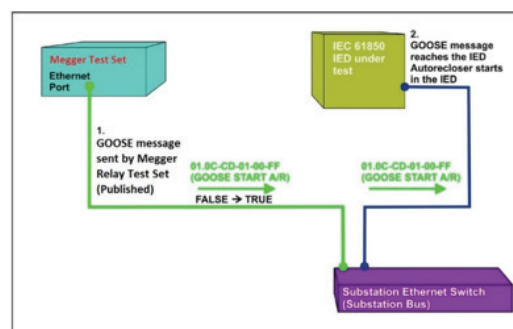 Megger Test Set
Ethernet
Port
1.
GOOSE message
sent by Megger
Relay Test Set
(Published)
01.0C-CD-01-00-FF
(GOOSE START A/R)
FALSE → TRUE
IEC 61850
IED under
test
2.
GOOSE message
reaches the IED
Autorecloser starts
in the IED
01.0C-CD-01-00-FF
(GOOSE START A/R)
Substation Ethernet Switch
(Substation Bus)